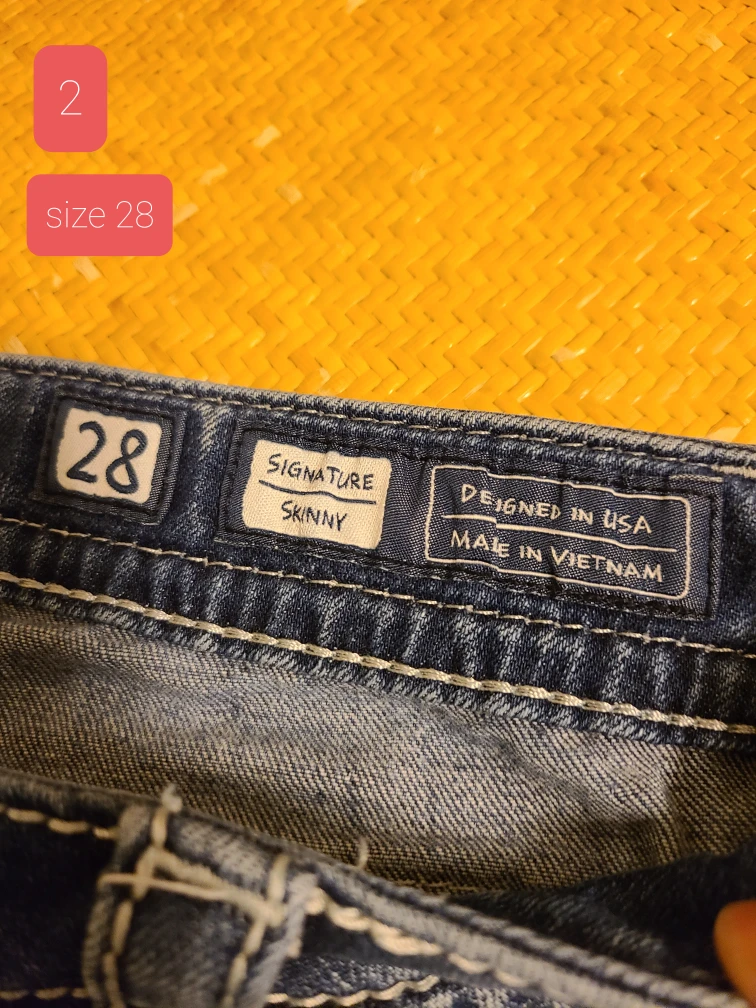 2
size 28
28
SIGNATURE
SKINNY
DEIGNED IN USA
MALE IN VIETNAM